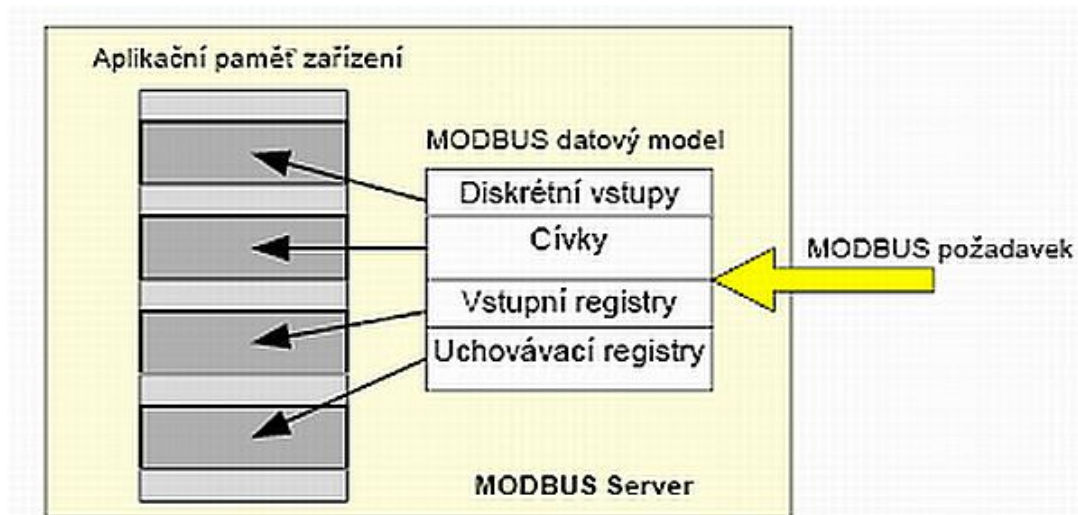 Aplikační paměť zařízení
MODBUS datový model
Diskrétní vstupy
Cívky
Vstupní registry
Uchovávací registry
MODBUS požadavek
MODBUS Server